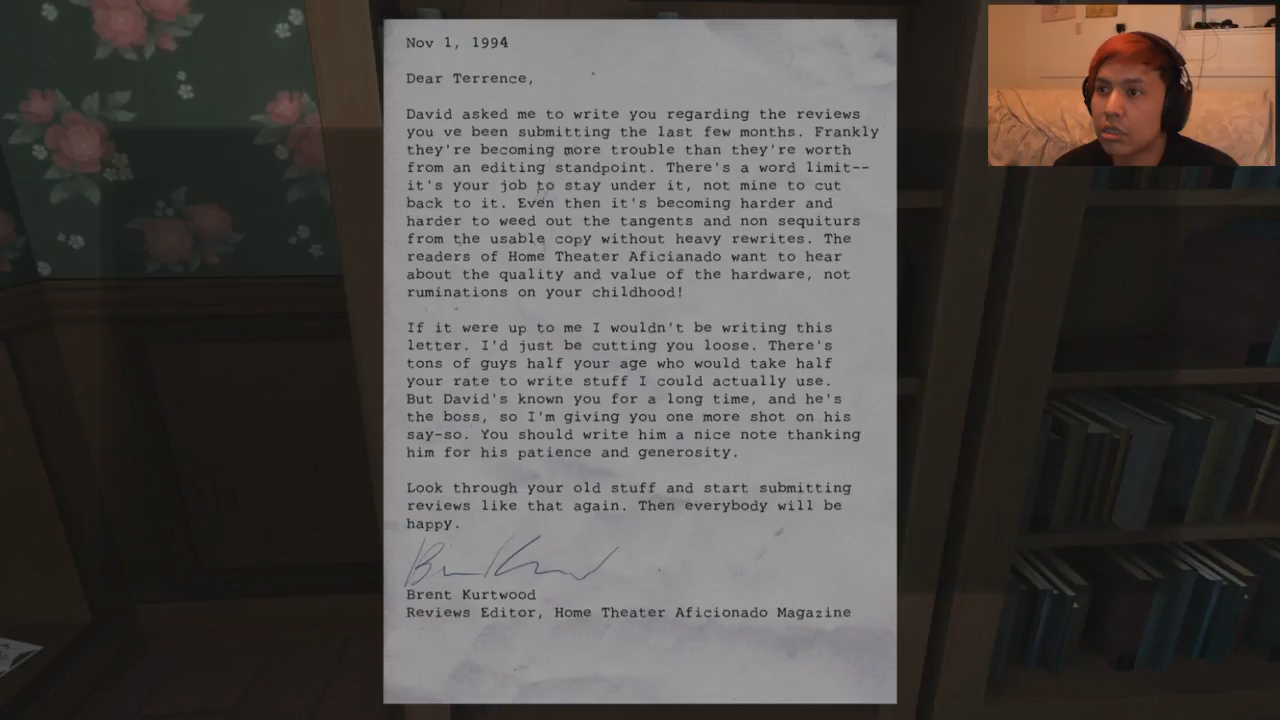 Nov 1, 1994
Dear Terrence,
David asked me to write you regarding the reviews
you ve been submitting the last few months. Frankly
they're becoming more trouble than they're worth
from an editing standpoint. There's a word limit--
it's your job to stay under it, not mine to cut
back to it. Even then it's becoming harder and
harder to weed out the tangents and non sequiturs
from the usable copy without heavy rewrites. The
readers of Home Theater Aficianado want to hear
about the quality and value of the hardware, not
ruminations on your childhood!
If it were up to me I wouldn't be writing this
letter. I'd just be cutting you loose. There's
tons of guys half your age who would take half
your rate to write stuff I could actually use.
But David's known you for a long time, and he's
the boss, so I'm giving you one more shot on his
say-so. You should write him a nice note thanking
him for his patience and generosity.
Look through your old stuff and start submitting
reviews like that again. Then everybody will be
happy.
Brent Kurtwood
Reviews Editor, Home Theater Aficionado Magazine